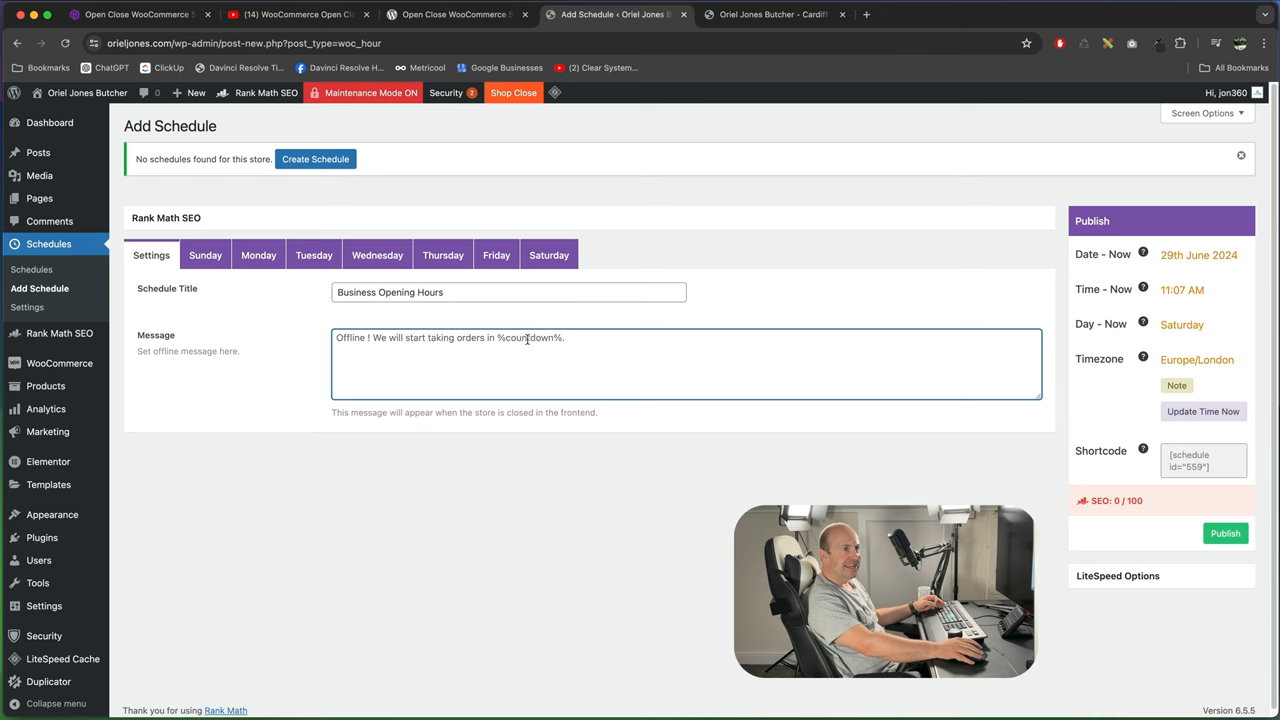 Open Close WooCommerce S
(14) WooCommerce Open Cl
Open Close WooCommerce S
Add Schedule ‹ Oriel Jones B
Oriel Jones Butcher - Cardiff
orieljones.com/wp-admin/post-new.php?post_type=woc_hour
Bookmarks
ChatGPT
ClickUp
Davinci Resolve Ti...
Davinci Resolve H...
Metricool
Google Businesses
(2) Clear System...
All Bookmarks
Oriel Jones Butcher
0
New
Rank Math SEO
Maintenance Mode ON
Security 2
Shop Close
Hi, jon360
Dashboard
Posts
Media
Pages
Comments
Schedules
Schedules
Add Schedule
Settings
Rank Math SEO
WooCommerce
Products
Analytics
Marketing
Elementor
Templates
Appearance
Plugins
Users
Tools
Settings
Security
LiteSpeed Cache
Duplicator
Collapse menu
Add Schedule
Screen Options
No schedules found for this store. Create Schedule
Rank Math SEO
Settings
Sunday
Monday
Tuesday
Wednesday
Thursday
Friday
Saturday
Schedule Title
Business Opening Hours
Message
Set offline message here.
Offline ! We will start taking orders in %countdown%.
This message will appear when the store is closed in the frontend.
Publish
Date - Now ? 29th June 2024
Time - Now ? 11:07 AM
Day - Now ? Saturday
Timezone ? Europe/London
Note
Update Time Now
Shortcode ? [schedule
id="559"]
SEO: 0 / 100
Publish
LiteSpeed Options
Thank you for using Rank Math
Version 6.5.5